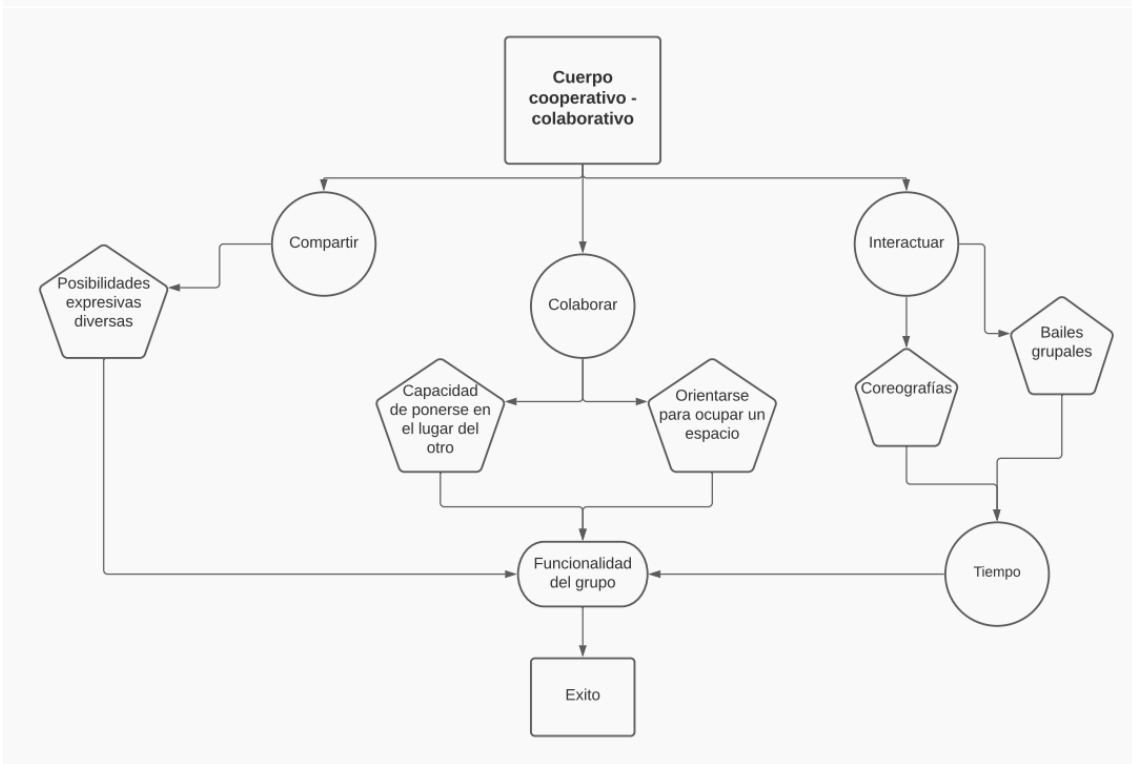 Cuerpo
cooperativo -
colaborativo
Compartir
Interactuar
Colaborar
Posibilidades
expresivas
diversas
Bailes
grupales
Capacidad
de ponerse en
el lugar del
otro
Orientarse
para ocupar un
espacio
Coreografías
Funcionalidad
del grupo
Tiempo
Exito